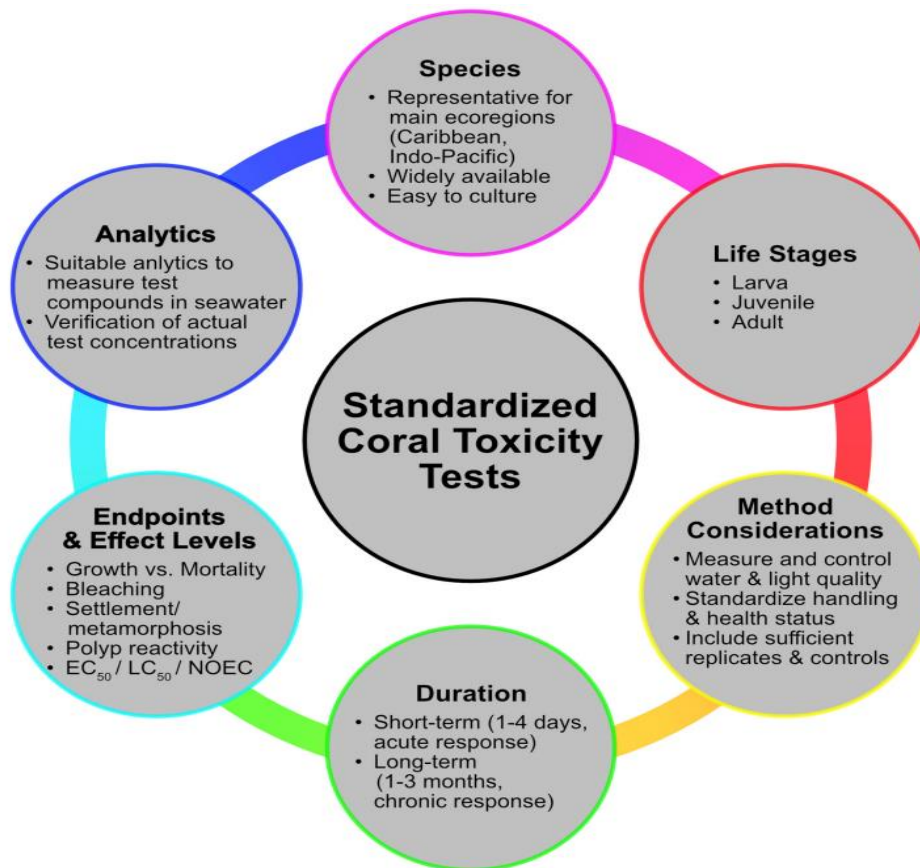 Standardized
Coral Toxicity
Tests
Species
• Representative for
main ecoregions
(Caribbean,
Indo-Pacific)
• Widely available
• Easy to culture
Life Stages
• Larva
• Juvenile
• Adult
Method
Considerations
• Measure and control
water & light quality
• Standardize handling
& health status
• Include sufficient
replicates & controls
Duration
• Short-term (1-4 days,
acute response)
• Long-term
(1-3 months,
chronic response)
Endpoints
& Effect Levels
• Growth vs. Mortality
• Bleaching
• Settlement/
metamorphosis
• Polyp reactivity
• EC₅₀ / LC₅₀ / NOEC
Analytics
• Suitable anlytics to
measure test
compounds in seawater
• Verification of actual
test concentrations